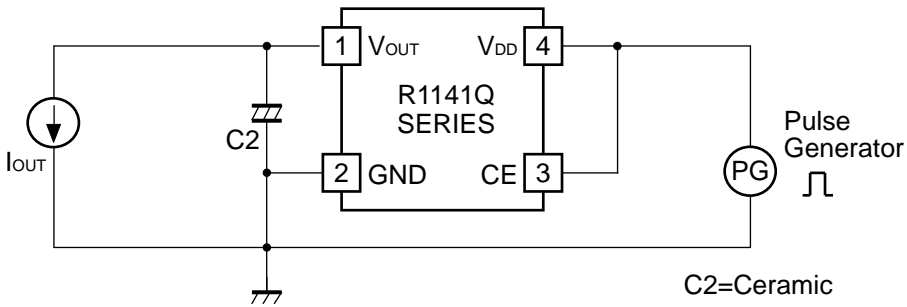 1 VOUT VDD 4
R1141Q
SERIES
C2
IOUT
2 GND CE 3
Pulse
Generator
PG
C2=Ceramic